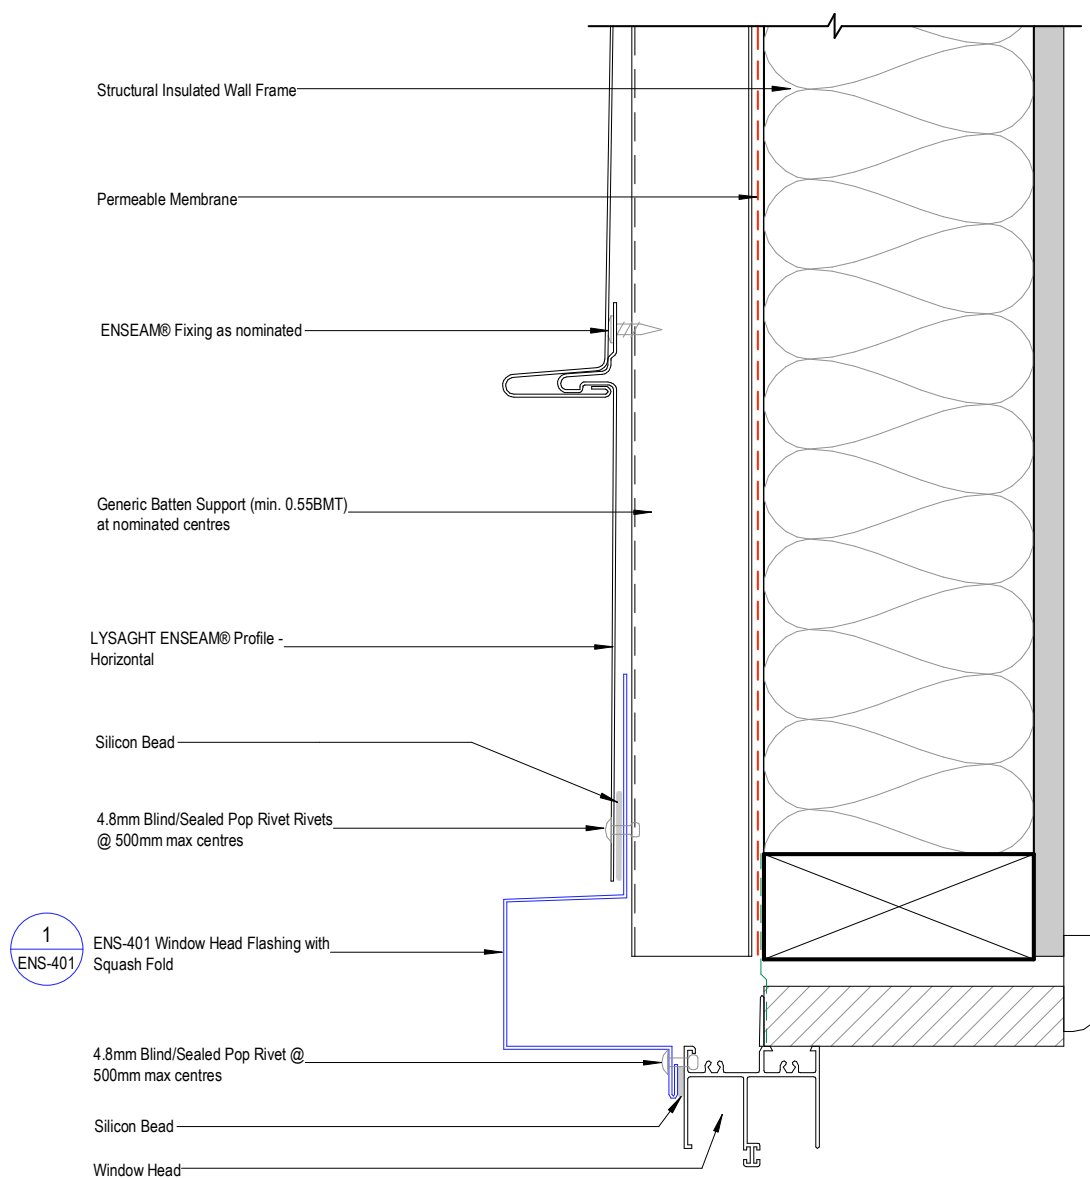 Structural Insulated Wall Frame
Permeable Membrane
ENSEAM® Fixing as nominated
Generic Batten Support (min. 0.55BMT)
at nominated centres
LYSAGHT ENSEAM® Profile -
Horizontal
Silicon Bead
4.8mm Blind/Sealed Pop Rivet Rivets
@ 500mm max centres
1
ENS-401
ENS-401 Window Head Flashing with
Squash Fold
4.8mm Blind/Sealed Pop Rivet @
500mm max centres
Silicon Bead
Window Head